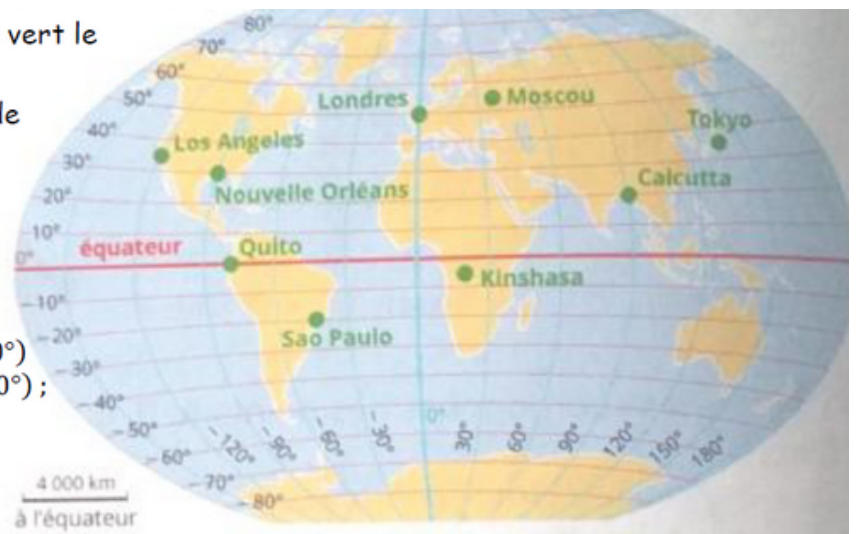 vert le
80°
70°
60°
50°
40°
30°
20°
10°
0°
Londres
Moscou
Los Angeles
Tokyo
Nouvelle Orléans
Calcutta
équateur
Quito
Kinshasa
Sao Paulo
-10°
-20°
-30°
-40°
-50°
-60°
-70°
-80°
0°
-120°
-90°
-60°
-30°
30°
60°
90°
120°
150°
180°
0°) ;
4 000 km
à l'équateur